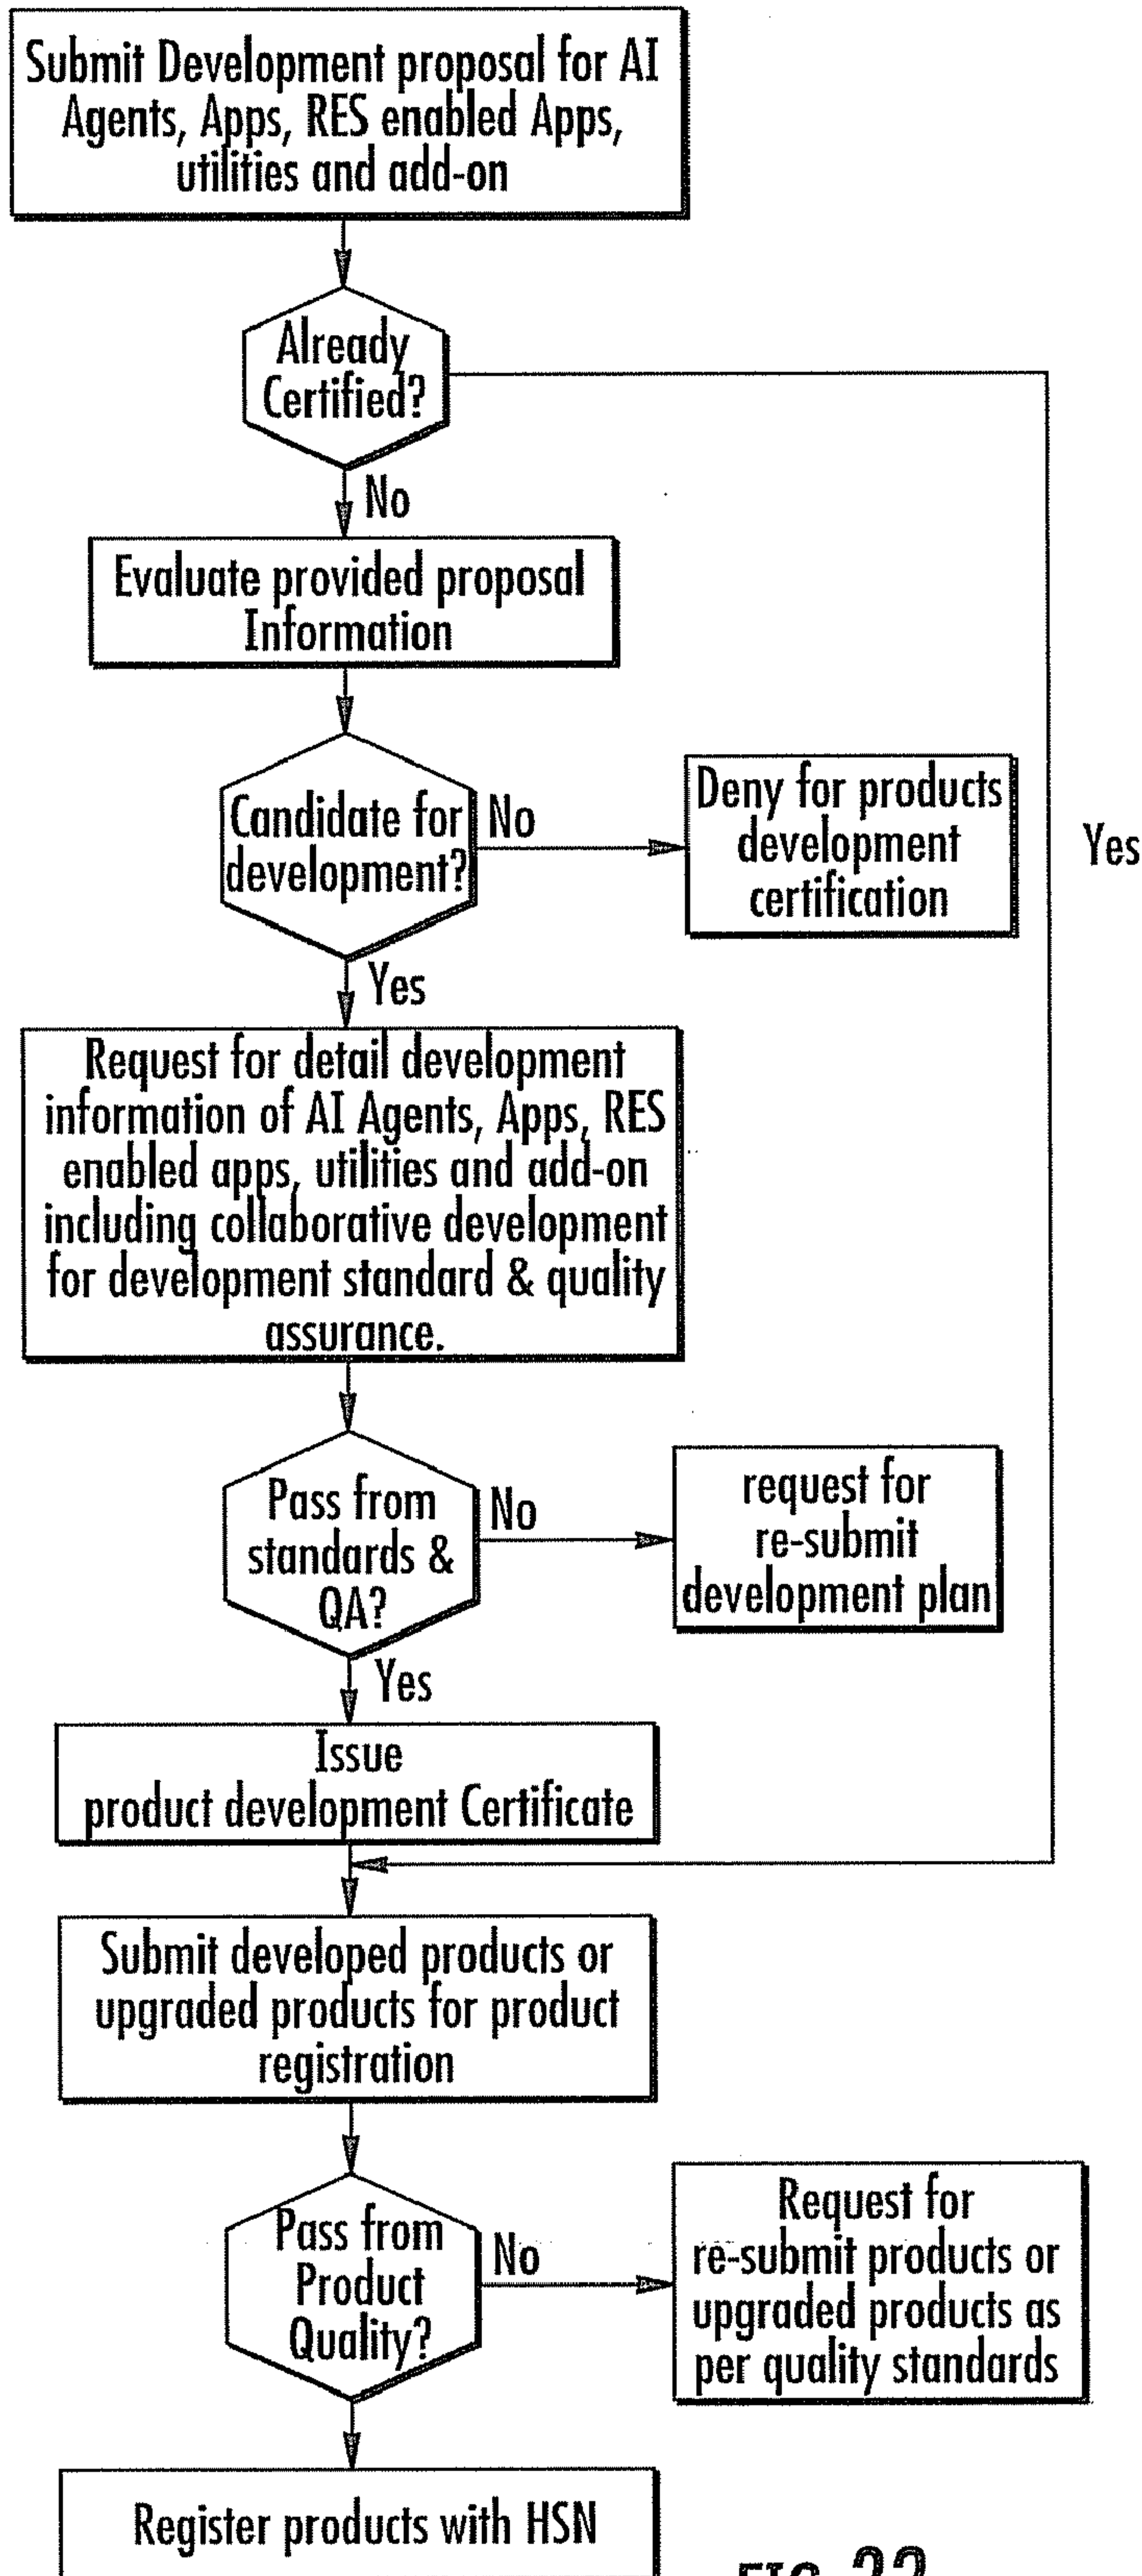 Submit Development proposal for AI
Agents, Apps, RES enabled Apps,
utilities and add-on
Already
Certified?
No
Evaluate provided proposal
Information
Candidate for
development?
No
Deny for products
development
certification
Yes
Yes
Request for detail development
information of AI Agents, Apps, RES
enabled apps, utilities and add-on
including collaborative development
for development standard & quality
assurance.
Pass from
standards &
QA?
No
request for
re-submit
development plan
Yes
Issue
product development Certificate
Submit developed products or
upgraded products for product
registration
Pass from
Product
Quality?
No
Request for
re-submit products or
upgraded products as
per quality standards
Register products with HSN